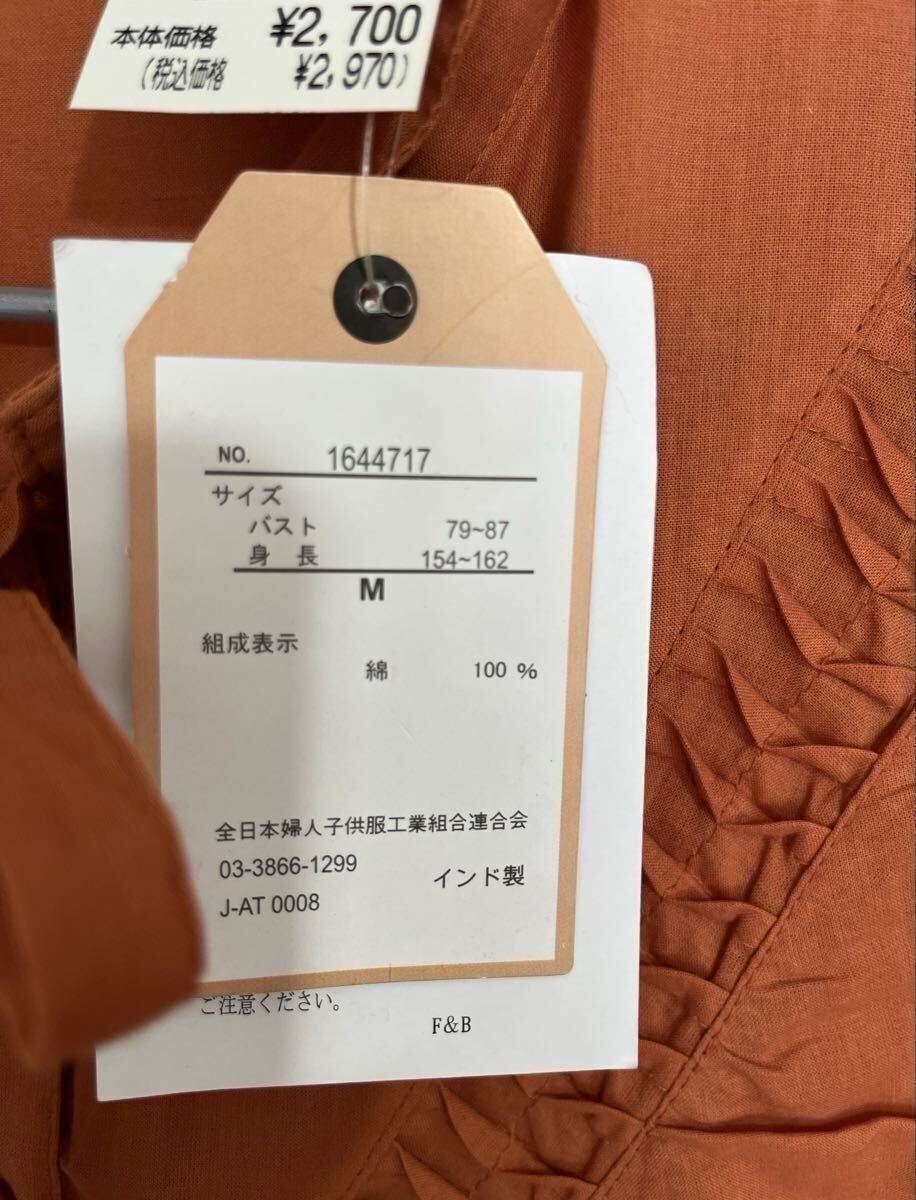 本体価格 ¥2,700
(税込価格 ¥2,970)
NO. 1644717
サイズ
バスト 79~87
身 長 154~162
M
組成表示
綿 100 %
全日本婦人子供服工業組合連合会
03-3866-1299
インド製
J-AT 0008
ご注意ください。
F&B